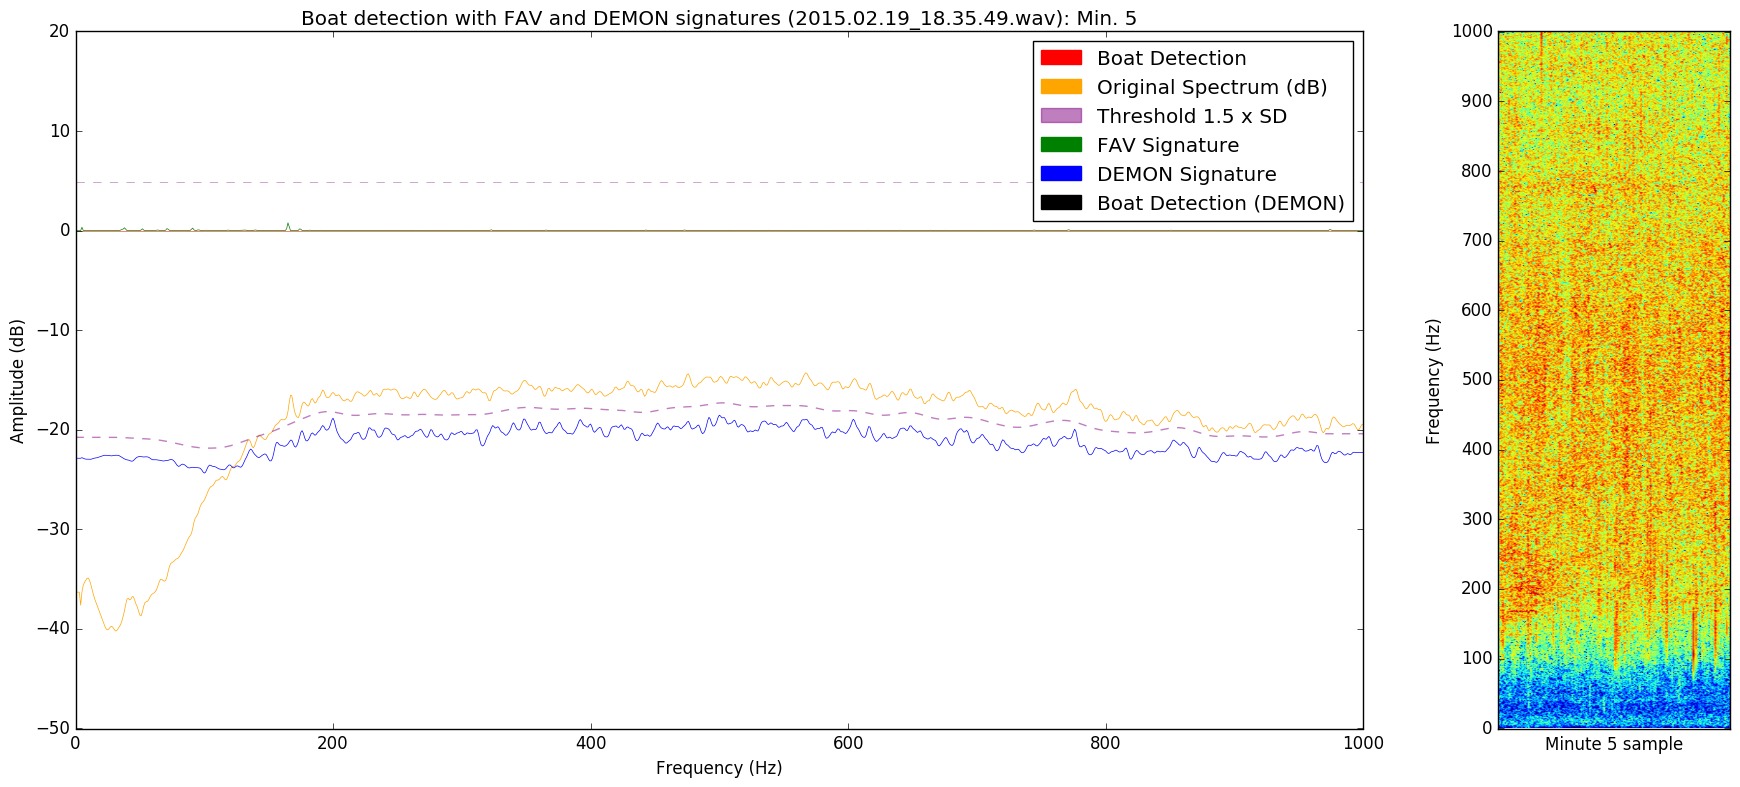 Boat detection with FAV and DEMON signatures (2015.02.19_18.35.49.wav): Min. 5
20
10
0
−10
−20
−30
−40
−50
Amplitude (dB)
0
200
400
600
800
1000
Frequency (Hz)
Boat Detection
Original Spectrum (dB)
Threshold 1.5 x SD
FAV Signature
DEMON Signature
Boat Detection (DEMON)
1000
900
800
700
600
500
400
300
200
100
0
Frequency (Hz)
Minute 5 sample